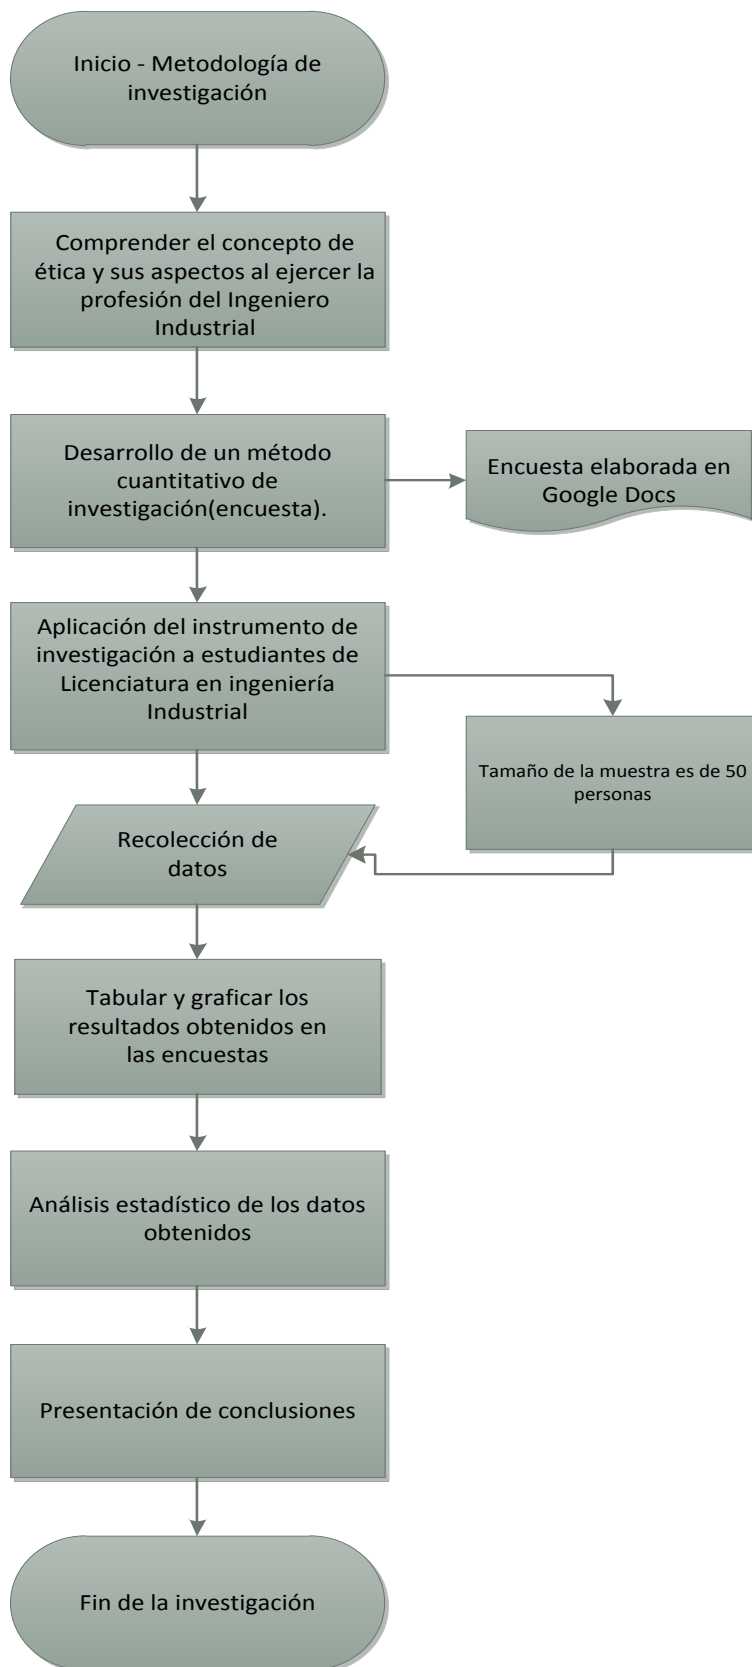 Inicio - Metodología de
investigación
Comprender el concepto de
ética y sus aspectos al ejercer la
profesión del Ingeniero
Industrial
Desarrollo de un método
cuantitativo de
investigación(encuesta).
Encuesta elaborada en
Google Docs
Aplicación del instrumento de
investigación a estudiantes de
Licenciatura en ingeniería
Industrial
Tamaño de la muestra es de 50
personas
Recolección de
datos
Tabular y graficar los
resultados obtenidos en
las encuestas
Análisis estadístico de los datos
obtenidos
Presentación de conclusiones
Fin de la investigación